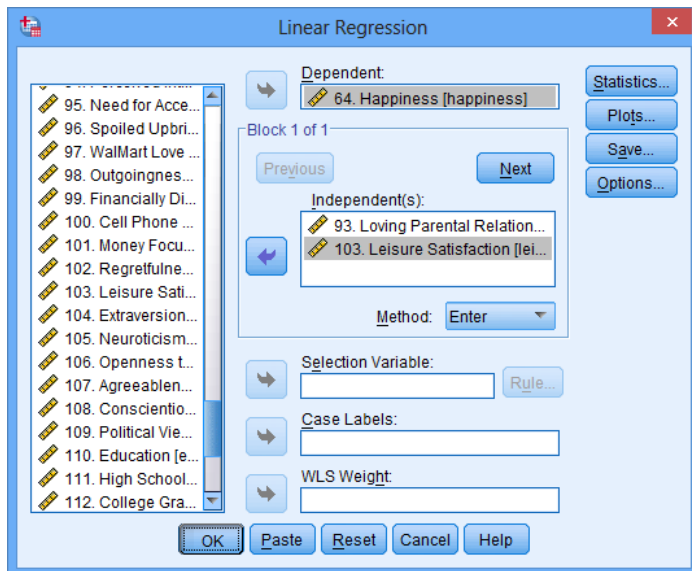 Linear Regression
95. Need for Acce...
96. Spoiled Upbri...
97. WalMart Love ...
98. Outgoingnes...
99. Financially Di...
100. Cell Phone ...
101. Money Focu...
102. Regretfulne...
103. Leisure Sati...
104. Extraversion...
105. Neuroticism...
106. Openness t...
107. Agreeablen...
108. Conscientio...
109. Political Vie...
110. Education [e...
111. High School...
112. College Gra...
Dependent:
64. Happiness [happiness]
Block 1 of 1
Previous
Next
Independent(s):
93. Loving Parental Relation...
103. Leisure Satisfaction [lei...
Method: Enter
Selection Variable:
Rule...
Case Labels:
WLS Weight:
Statistics...
Plots...
Save...
Options...
OK
Paste
Reset
Cancel
Help